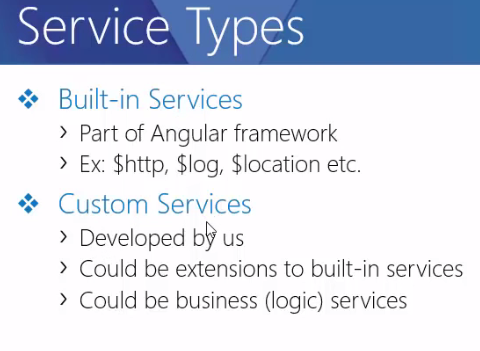 Service Types
Built-in Services
Part of Angular framework
Ex: $http, $log, $location etc.
Custom Services
Developed by us
Could be extensions to built-in services
Could be business (logic) services